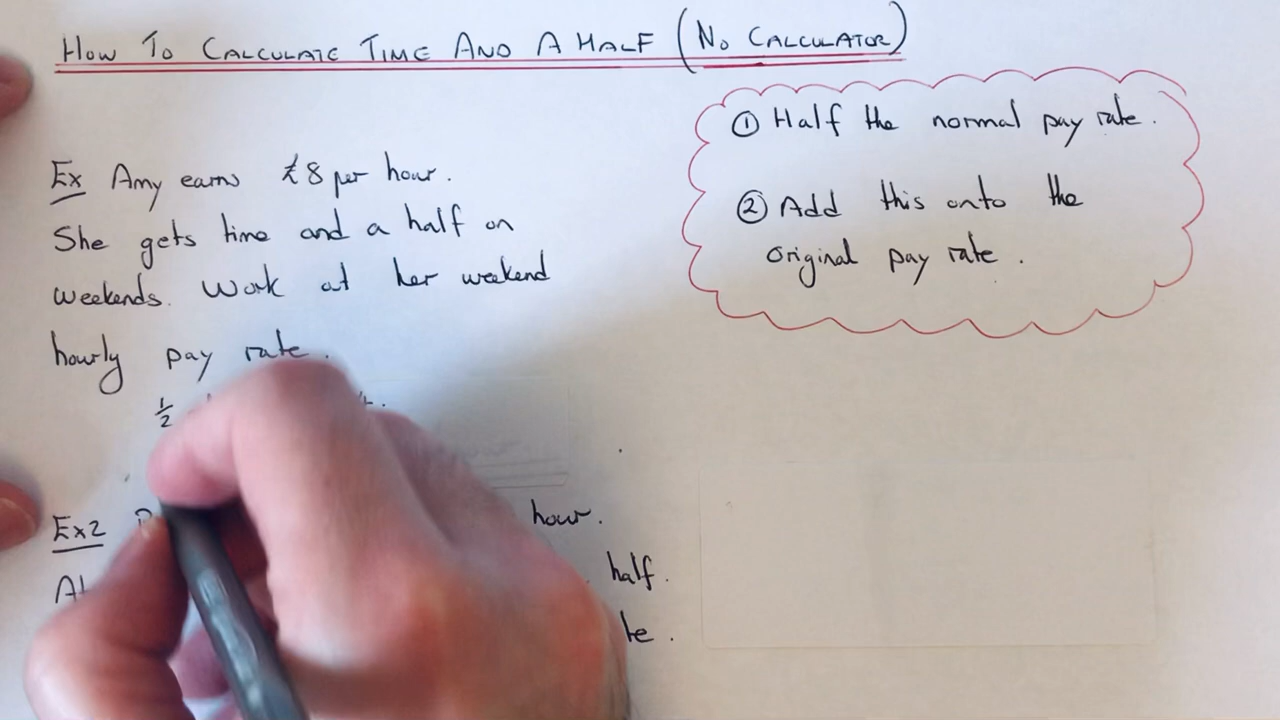 How To Calculate Time And A Half (No Calculator)
① Half the normal pay rate.
② Add this onto the
original pay rate.
Ex Amy earns £8 per hour.
She gets time and a half on
weekends. Work out her weekend
hourly pay rate.
½
Ex2 hour.
half.